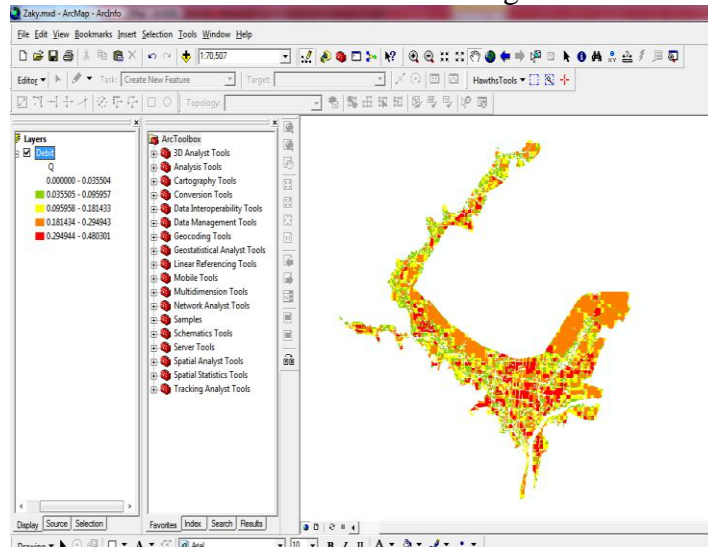 Zaky.mxd - ArcMap - ArcInfo
File Edit View Bookmarks Insert Selection Tools Window Help
1:70,507
Editor Task: Create New Feature Target: HawthsTools
Topology:
Layers
Debit
Q
0.000000 - 0.035504
0.035505 - 0.095957
0.095958 - 0.181433
0.181434 - 0.294943
0.294944 - 0.480301
Display Source Selection
ArcToolbox
3D Analyst Tools
Analysis Tools
Cartography Tools
Conversion Tools
Data Interoperability Tools
Data Management Tools
Geocoding Tools
Geostatistical Analyst Tools
Linear Referencing Tools
Mobile Tools
Multidimension Tools
Network Analyst Tools
Samples
Schematics Tools
Server Tools
Spatial Analyst Tools
Spatial Statistics Tools
Tracking Analyst Tools
Favorites Index Search Results
Drawing A Arial 10 B I U A